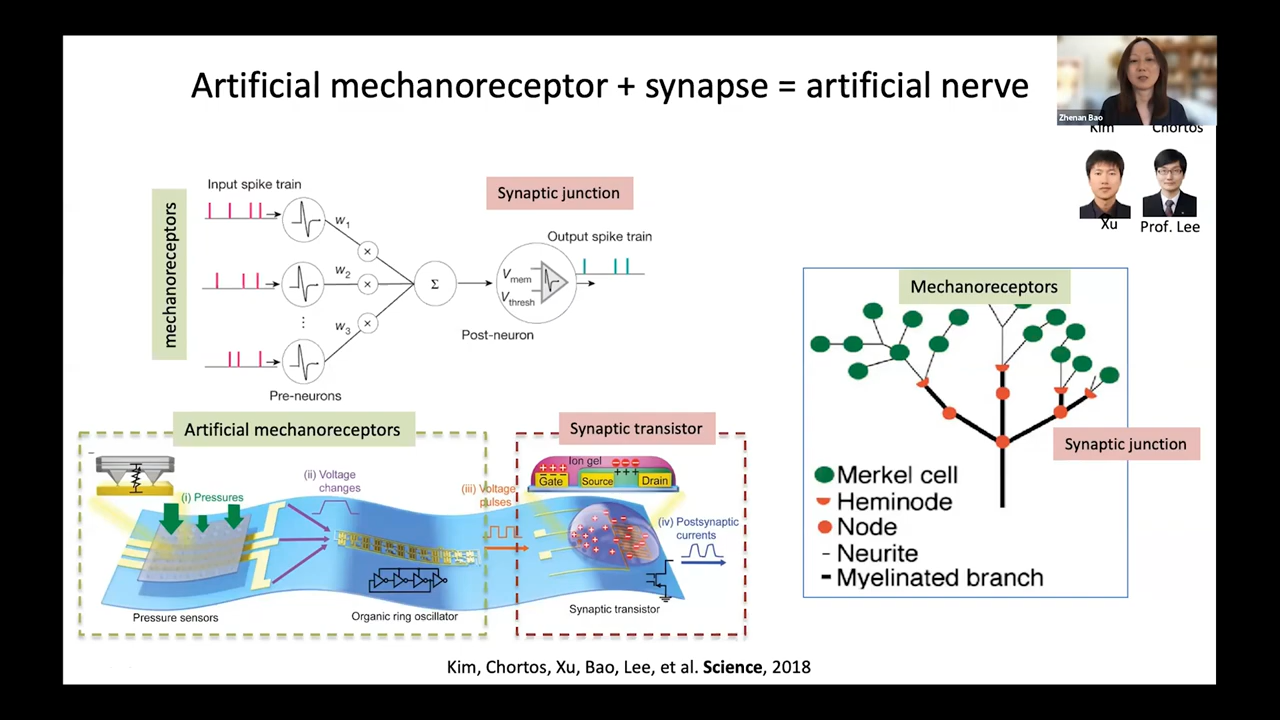 Artificial mechanoreceptor + synapse = artificial nerve
Zhenan Bao
Kim
Chortos
Xu
Prof. Lee
mechanoreceptors
Input spike train
w1
w2
w3
⋮
×
×
×
Σ
Synaptic junction
Output spike train
Vmem
Vthresh
Post-neuron
Pre-neurons
Mechanoreceptors
Synaptic junction
Merkel cell
Heminode
Node
Neurite
Myelinated branch
Artificial mechanoreceptors
(i) Pressures
(ii) Voltage
changes
(iii) Voltage
pulses
Pressure sensors
Organic ring oscillator
Synaptic transistor
Ion gel
Gate
Source
Drain
(iv) Postsynaptic
currents
Synaptic transistor
Kim, Chortos, Xu, Bao, Lee, et al. Science, 2018